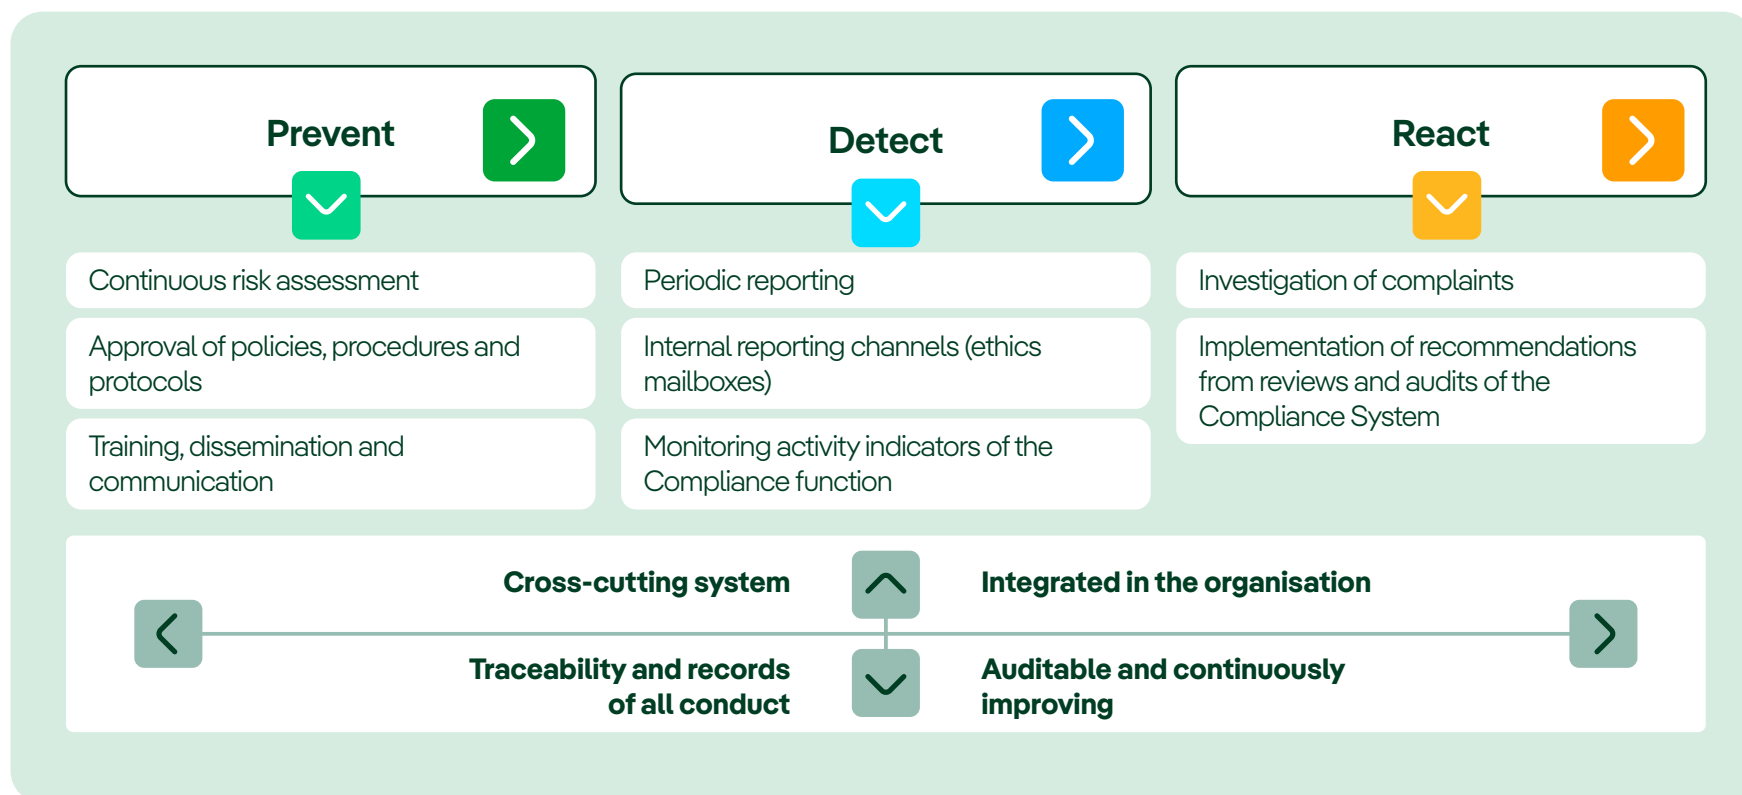 Prevent
Continuous risk assessment
Approval of policies, procedures and
protocols
Training, dissemination and
communication
Detect
Periodic reporting
Internal reporting channels (ethics
mailboxes)
Monitoring activity indicators of the
Compliance function
React
Investigation of complaints
Implementation of recommendations
from reviews and audits of the
Compliance System
Cross-cutting system
Integrated in the organisation
Traceability and records
of all conduct
Auditable and continuously
improving